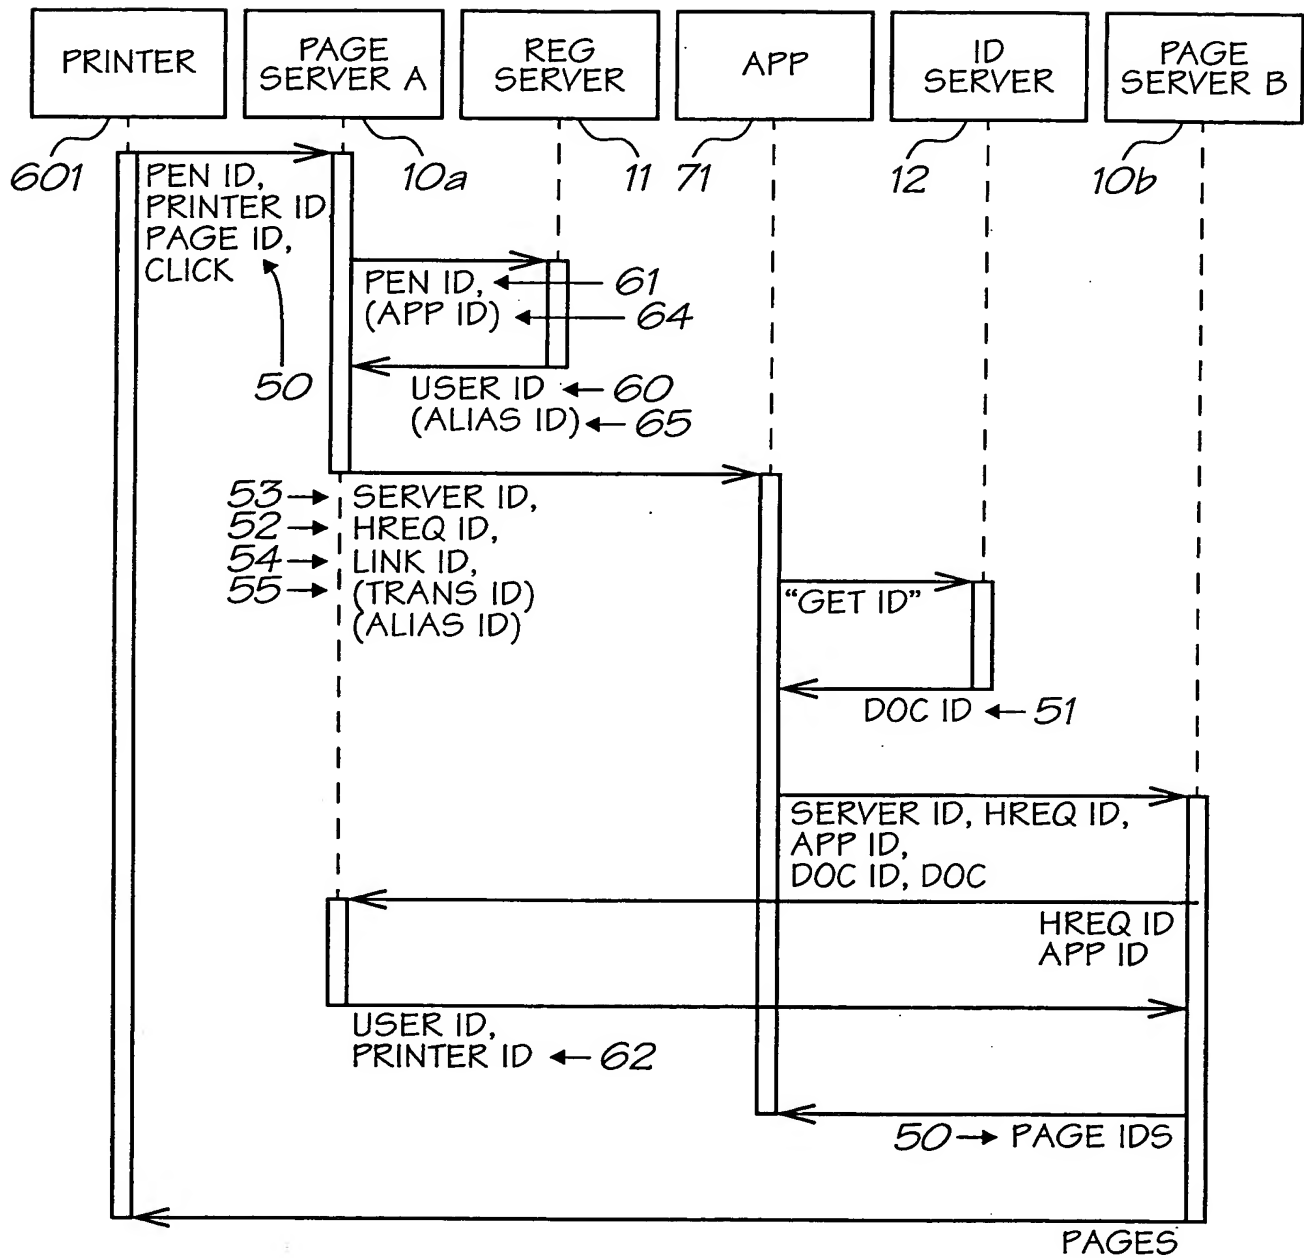 PRINTER
PAGE
SERVER A
REG
SERVER
APP
ID
SERVER
PAGE
SERVER B
601
10a
11
71
12
10b
PEN ID,
PRINTER ID
PAGE ID,
CLICK
50
PEN ID, 61
(APP ID) 64
USER ID 60
(ALIAS ID) 65
53 SERVER ID,
52 HREQ ID,
54 LINK ID,
55 (TRANS ID)
(ALIAS ID)
“GET ID”
DOC ID 51
SERVER ID, HREQ ID,
APP ID,
DOC ID, DOC
HREQ ID
APP ID
USER ID,
PRINTER ID 62
50 PAGE IDS
PAGES